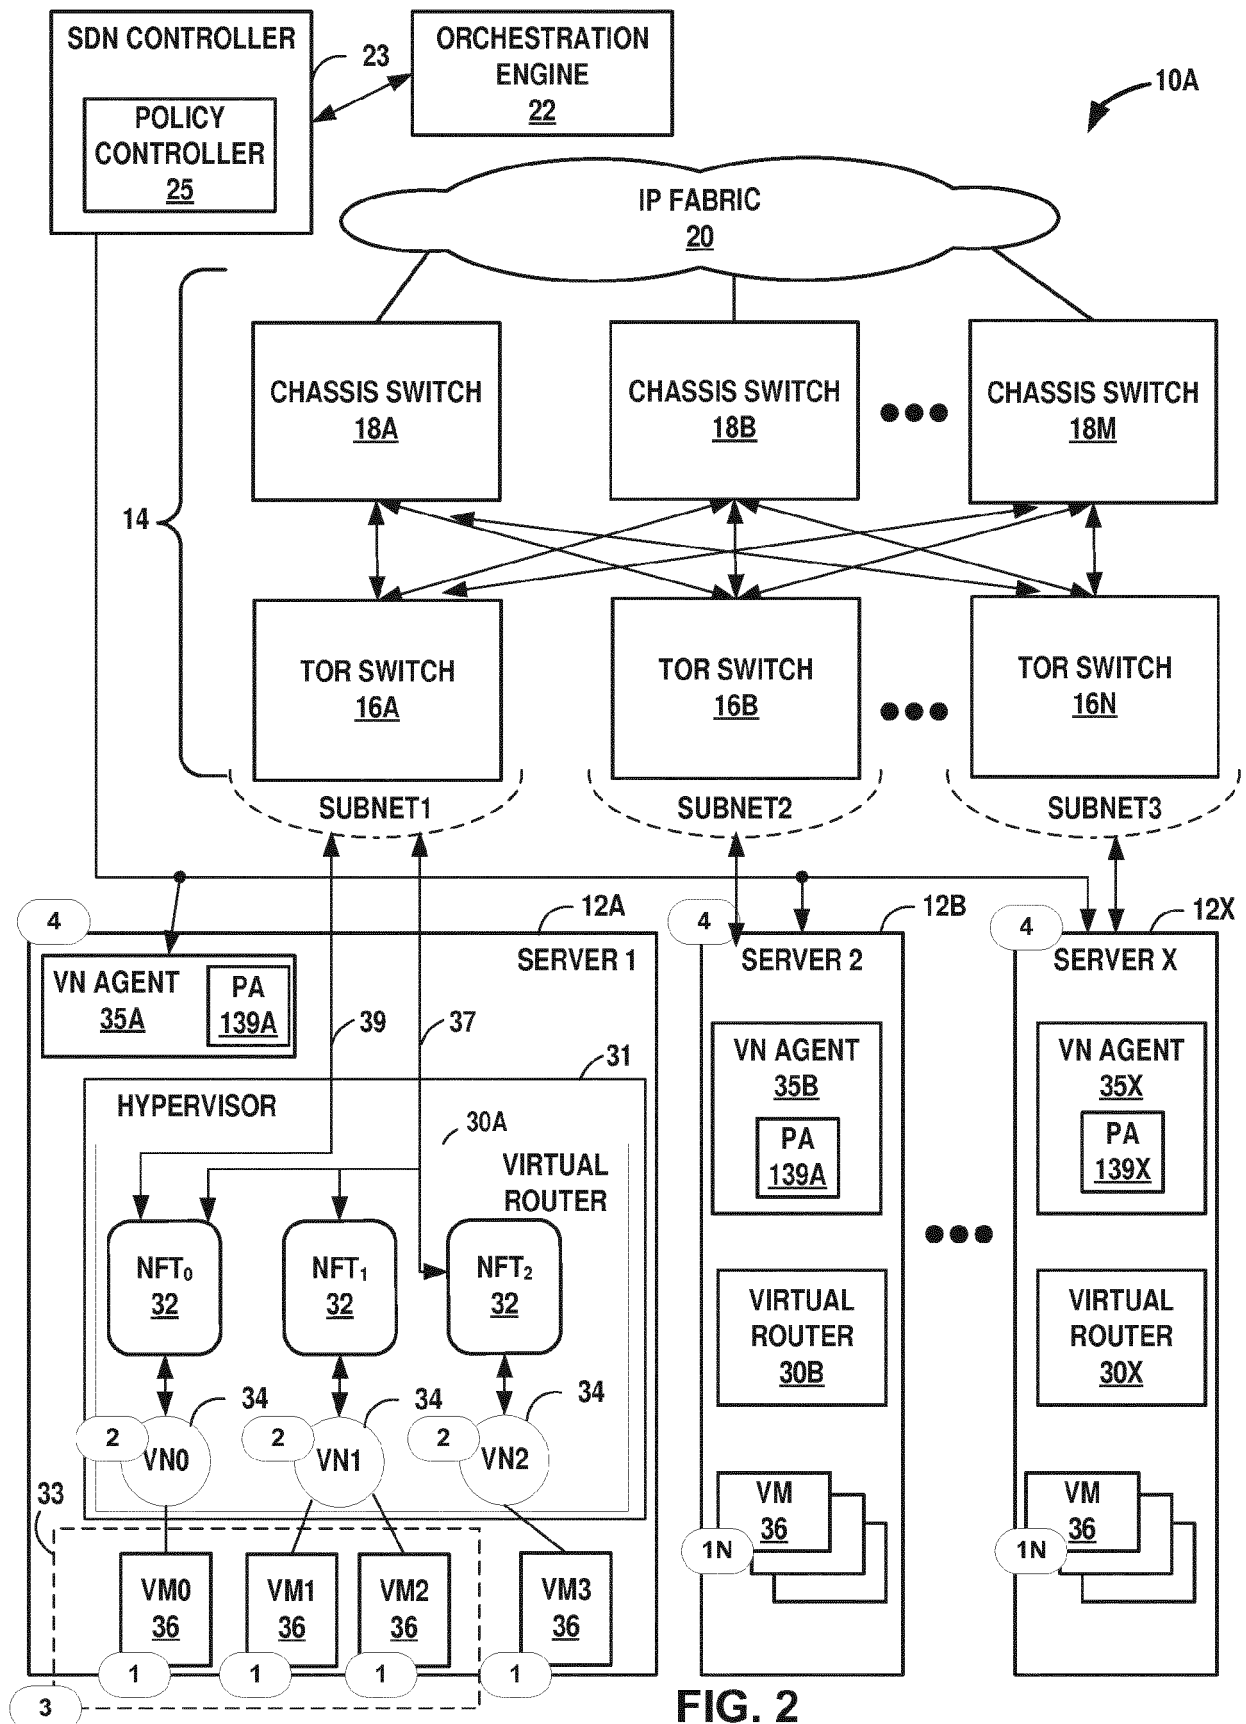 SDN CONTROLLER
POLICY
CONTROLLER
25
23
ORCHESTRATION
ENGINE
22
10A
IP FABRIC
20
14
CHASSIS SWITCH
18A
CHASSIS SWITCH
18B
CHASSIS SWITCH
18M
TOR SWITCH
16A
TOR SWITCH
16B
TOR SWITCH
16N
SUBNET1
SUBNET2
SUBNET3
4
12A
SERVER 1
VN AGENT
35A
PA
139A
39
37
31
HYPERVISOR
30A
VIRTUAL
ROUTER
NFT0
32
NFT1
32
NFT2
32
34
34
34
2
VN0
2
VN1
2
VN2
33
VM0
36
VM1
36
VM2
36
VM3
36
1
1
1
1
3
4
12B
SERVER 2
VN AGENT
35B
PA
139A
VIRTUAL
ROUTER
30B
VM
36
1N
4
12X
SERVER X
VN AGENT
35X
PA
139X
VIRTUAL
ROUTER
30X
VM
36
1N
FIG. 2